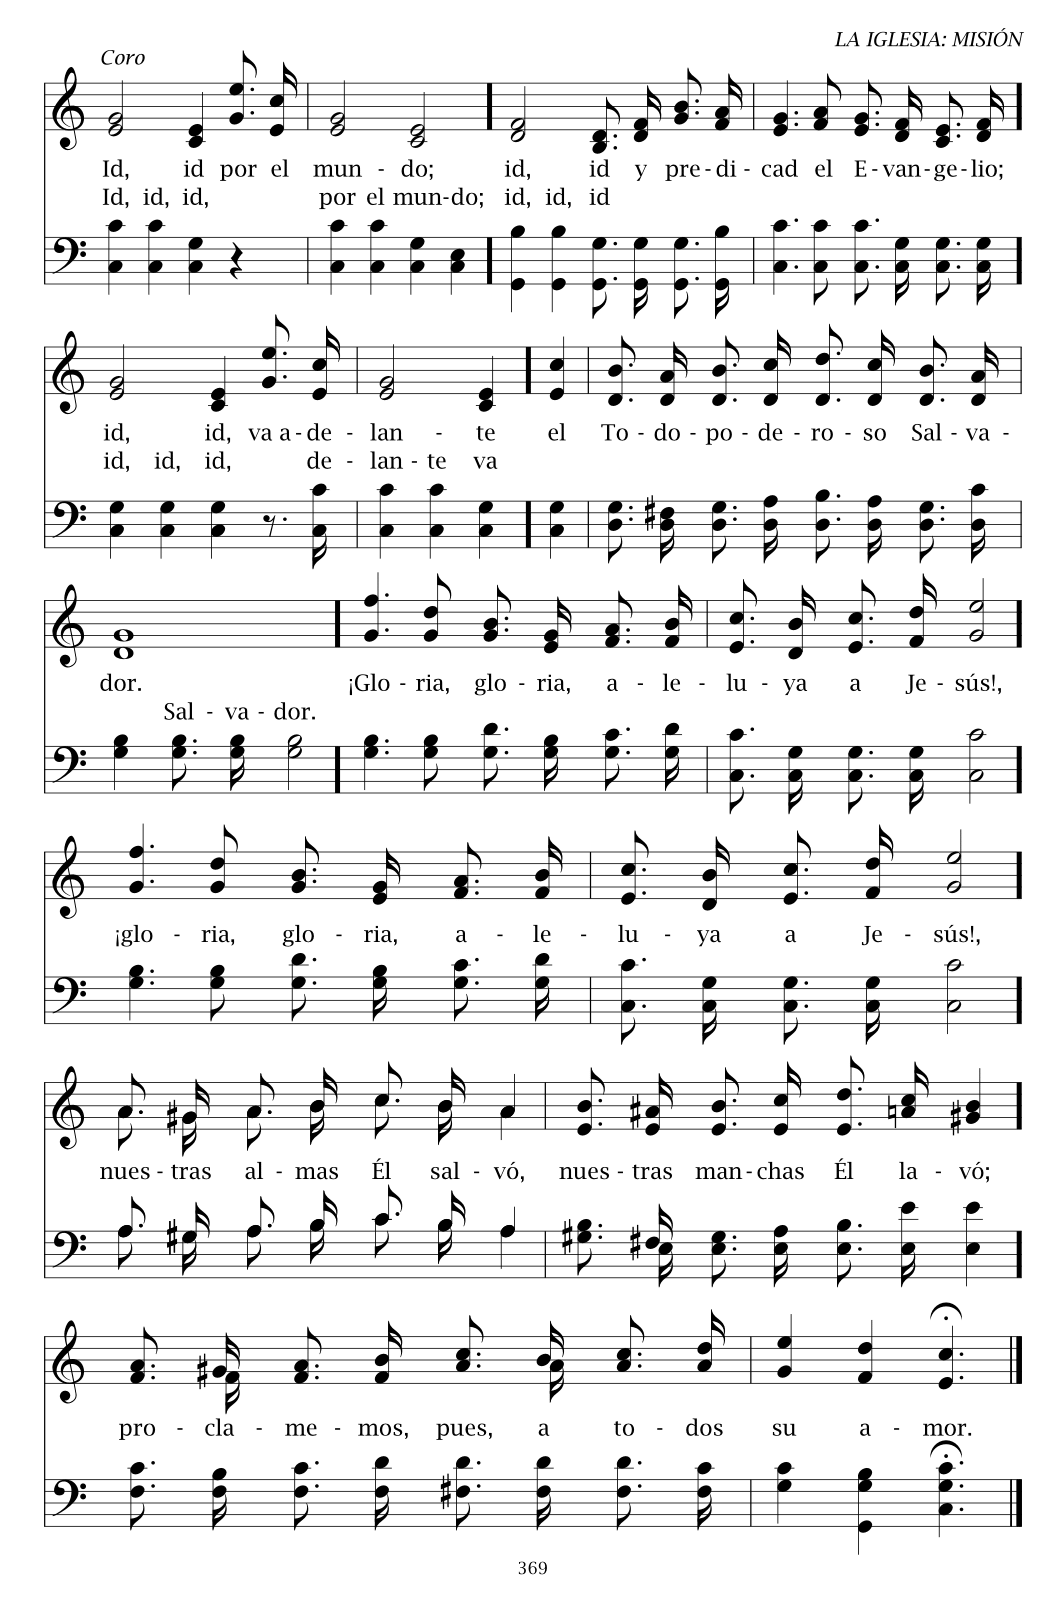 LA IGLESIA: MISIÓN
Coro
Id, id por el mun - do; id, id y pre - di - cad el E - van - ge - lio;
Id, id, id, por el mun - do; id, id, id
id, id, va a - de - lan - te el To - do - po - de - ro - so Sal - va -
id, id, id, de - lan - te va
dor. ¡Glo - ria, glo - ria, a - le - lu - ya a Je - sús!,
Sal - va - dor.
¡glo - ria, glo - ria, a - le - lu - ya a Je - sús!,
nues - tras al - mas Él sal - vó, nues - tras man - chas Él la - vó;
pro - cla - me - mos, pues, a to - dos su a - mor.
369